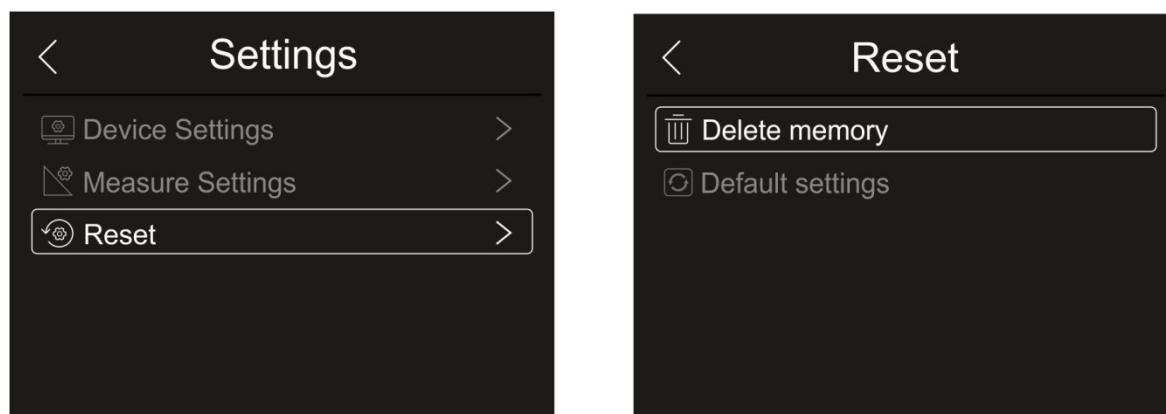 Settings
Device Settings
Measure Settings
Reset
Reset
Delete memory
Default settings